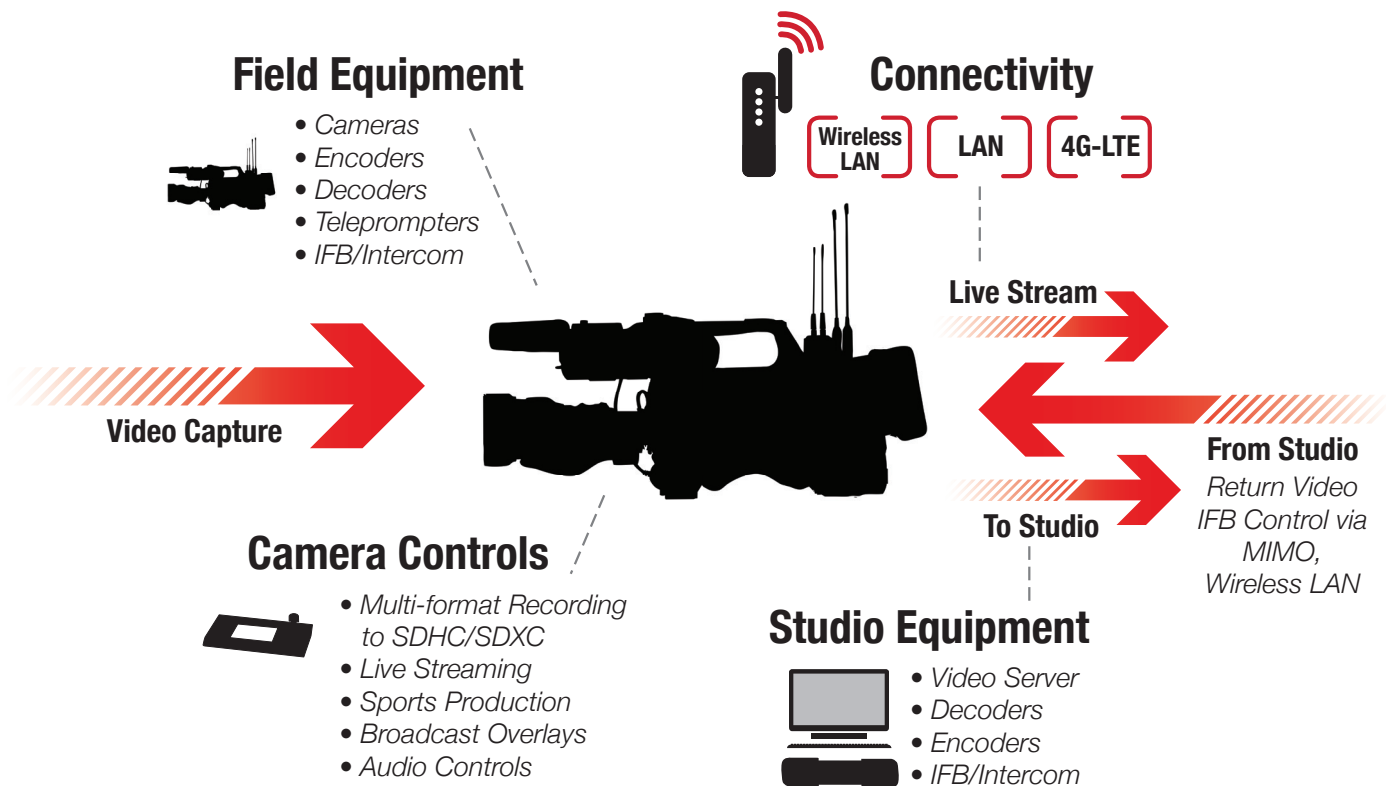 Field Equipment
• Cameras
• Encoders
• Decoders
• Teleprompters
• IFB/Intercom
Connectivity
Wireless
LAN
LAN
4G-LTE
Video Capture
Live Stream
From Studio
Return Video
IFB Control via
MIMO,
Wireless LAN
To Studio
Camera Controls
• Multi-format Recording
to SDHC/SDXC
• Live Streaming
• Sports Production
• Broadcast Overlays
• Audio Controls
Studio Equipment
• Video Server
• Decoders
• Encoders
• IFB/Intercom